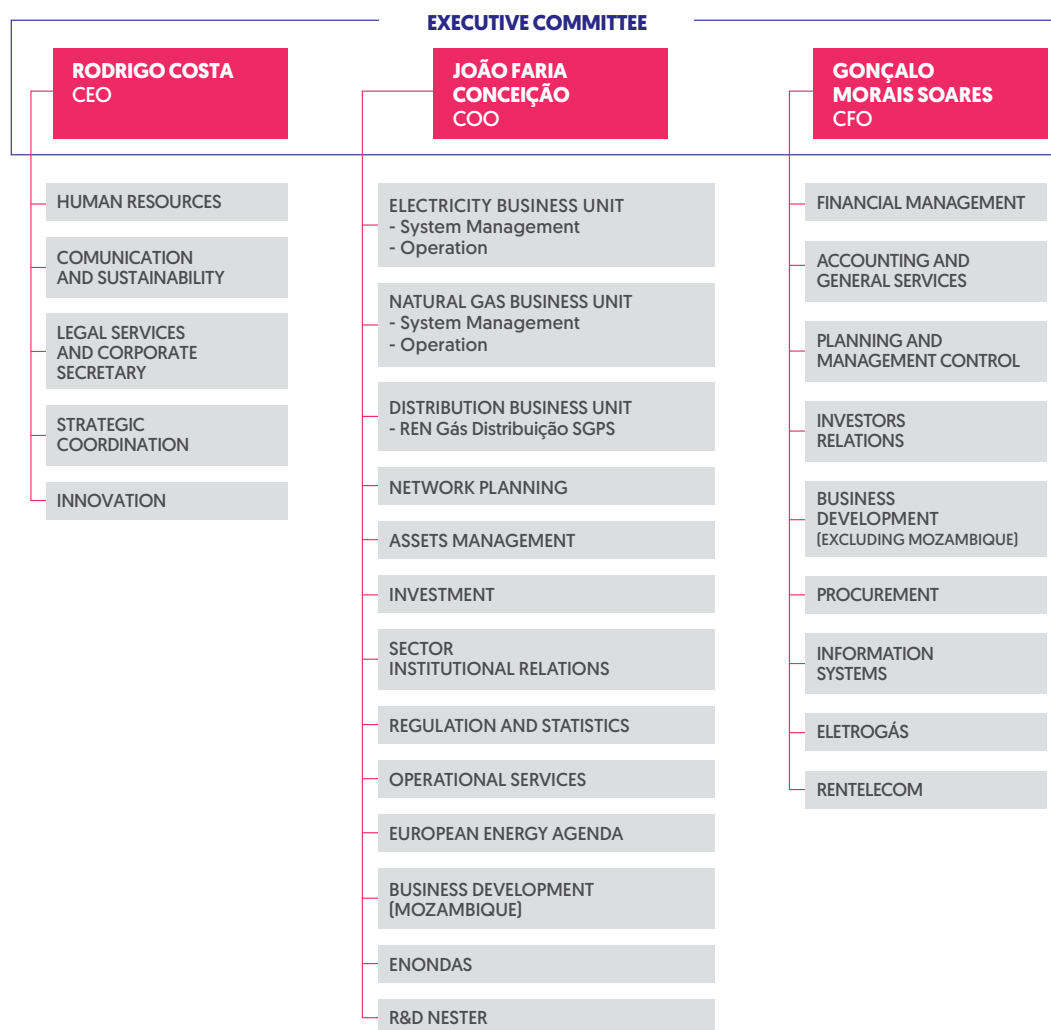 EXECUTIVE COMMITTEE
RODRIGO COSTA
CEO
HUMAN RESOURCES
COMUNICATION
AND SUSTAINABILITY
LEGAL SERVICES
AND CORPORATE
SECRETARY
STRATEGIC
COORDINATION
INNOVATION
JOÃO FARIA
CONCEIÇÃO
COO
ELECTRICITY BUSINESS UNIT
- System Management
- Operation
NATURAL GAS BUSINESS UNIT
- System Management
- Operation
DISTRIBUTION BUSINESS UNIT
- REN Gás Distribuição SGPS
NETWORK PLANNING
ASSETS MANAGEMENT
INVESTMENT
SECTOR
INSTITUTIONAL RELATIONS
REGULATION AND STATISTICS
OPERATIONAL SERVICES
EUROPEAN ENERGY AGENDA
BUSINESS DEVELOPMENT
(MOZAMBIQUE)
ENONDAS
R&D NESTER
GONÇALO
MORAIS SOARES
CFO
FINANCIAL MANAGEMENT
ACCOUNTING AND
GENERAL SERVICES
PLANNING AND
MANAGEMENT CONTROL
INVESTORS
RELATIONS
BUSINESS
DEVELOPMENT
(EXCLUDING MOZAMBIQUE)
PROCUREMENT
INFORMATION
SYSTEMS
ELETROGÁS
RENTELECOM